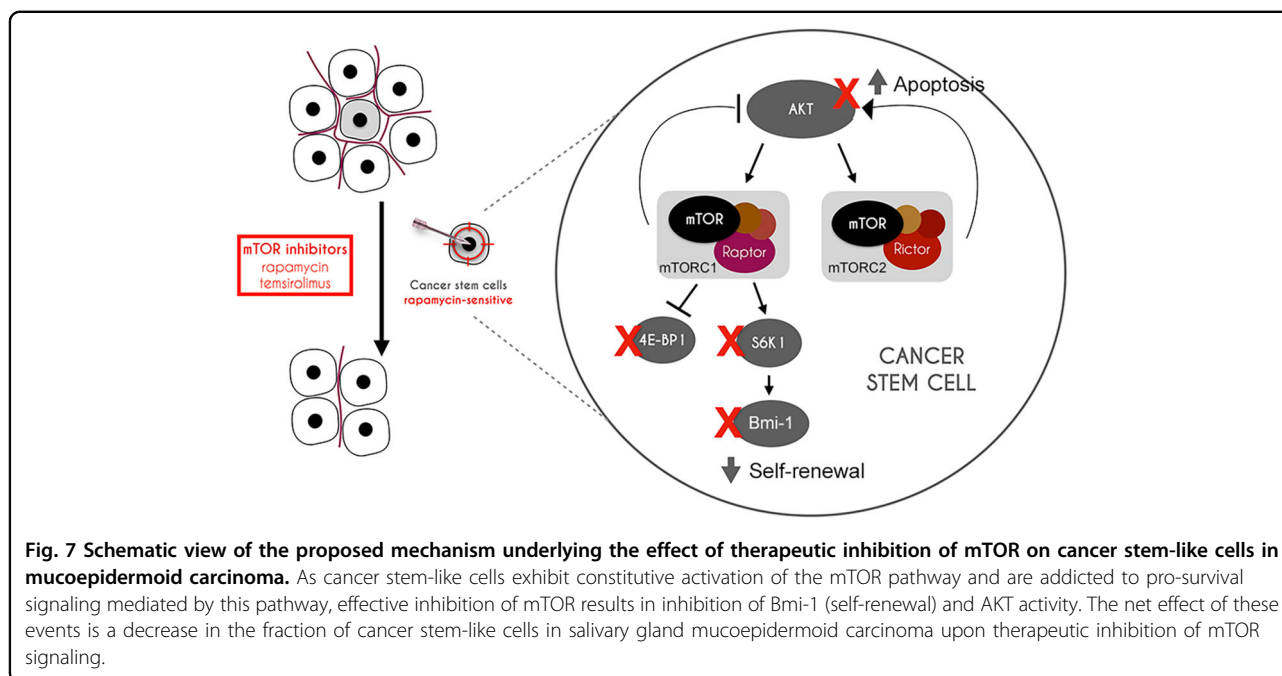 AKT
Apoptosis
mTOR
Raptor
mTORC1
mTOR
Rictor
mTORC2
mTOR inhibitors
rapamycin
temsirolimus
Cancer stem cells
rapamycin-sensitive
4E-BP1
S6K1
Bmi-1
Self-renewal
CANCER
STEM CELL
Fig. 7 Schematic view of the proposed mechanism underlying the effect of therapeutic inhibition of mTOR on cancer stem-like cells in
mucoepidermoid carcinoma. As cancer stem-like cells exhibit constitutive activation of the mTOR pathway and are addicted to pro-survival
signaling mediated by this pathway, effective inhibition of mTOR results in inhibition of Bmi-1 (self-renewal) and AKT activity. The net effect of these
events is a decrease in the fraction of cancer stem-like cells in salivary gland mucoepidermoid carcinoma upon therapeutic inhibition of mTOR
signaling.